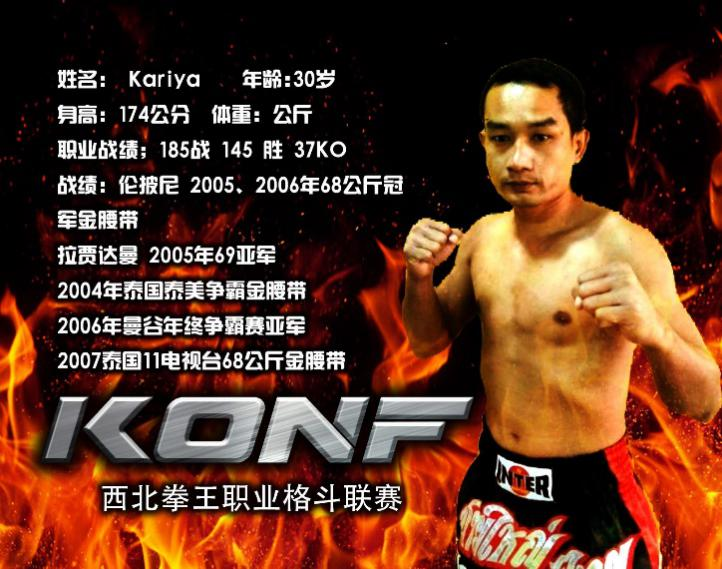 姓名： Kariya 年龄:30岁
身高：174公分 体重：公斤
职业战绩；185战 145 胜 37KO
战绩：伦披尼 2005、2006年68公斤冠
军金腰带
拉贾达曼 2005年69亚军
2004年泰国泰美争霸金腰带
2006年曼谷年终争霸赛亚军
2007泰国11电视台68公斤金腰带
KONF
西北拳王职业格斗联赛
INTER